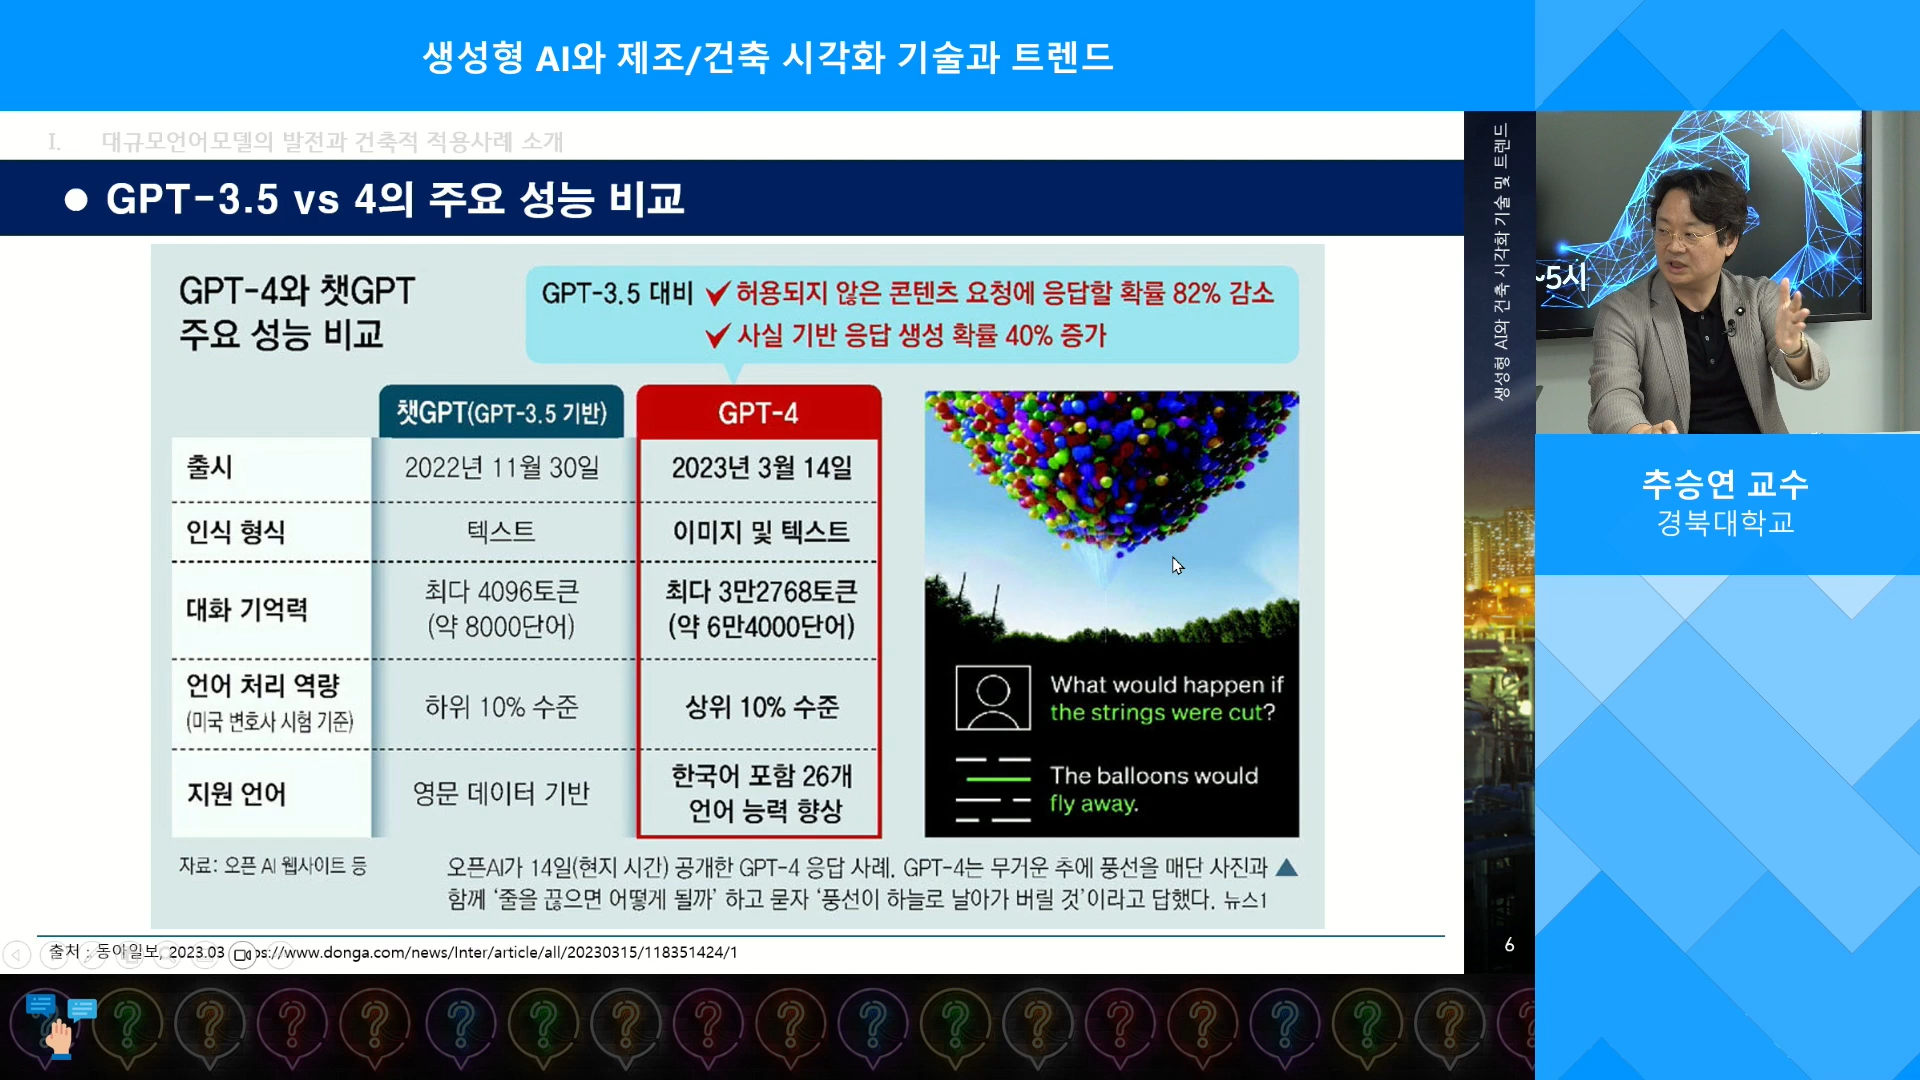 생성형 AI와 제조/건축 시각화 기술과 트렌드
I. 대규모언어모델의 발전과 건축적 적용사례 소개
● GPT-3.5 vs 4의 주요 성능 비교
GPT-4와 챗GPT
주요 성능 비교
GPT-3.5 대비 ✔허용되지 않은 콘텐츠 요청에 응답할 확률 82% 감소
✔사실 기반 응답 생성 확률 40% 증가
챗GPT(GPT-3.5 기반) GPT-4
출시 2022년 11월 30일 2023년 3월 14일
인식 형식 텍스트 이미지 및 텍스트
대화 기억력 최다 4096토큰 (약 8000단어) 최다 3만2768토큰 (약 6만4000단어)
언어 처리 역량 (미국 변호사 시험 기준) 하위 10% 수준 상위 10% 수준
지원 언어 영문 데이터 기반 한국어 포함 26개 언어 능력 향상
What would happen if
the strings were cut?
The balloons would
fly away.
자료: 오픈 AI 웹사이트 등
오픈AI가 14일(현지 시간) 공개한 GPT-4 응답 사례. GPT-4는 무거운 추에 풍선을 매단 사진과 ▲
함께 ‘줄을 끊으면 어떻게 될까’ 하고 묻자 ‘풍선이 하늘로 날아가 버릴 것’이라고 답했다. 뉴스1
출처 : 동아일보, 2023.03 ps://www.donga.com/news/Inter/article/all/20230315/118351424/1
생성형 AI와 건축 시각화 기술 및 트렌드
6
~5시
추승연 교수
경북대학교